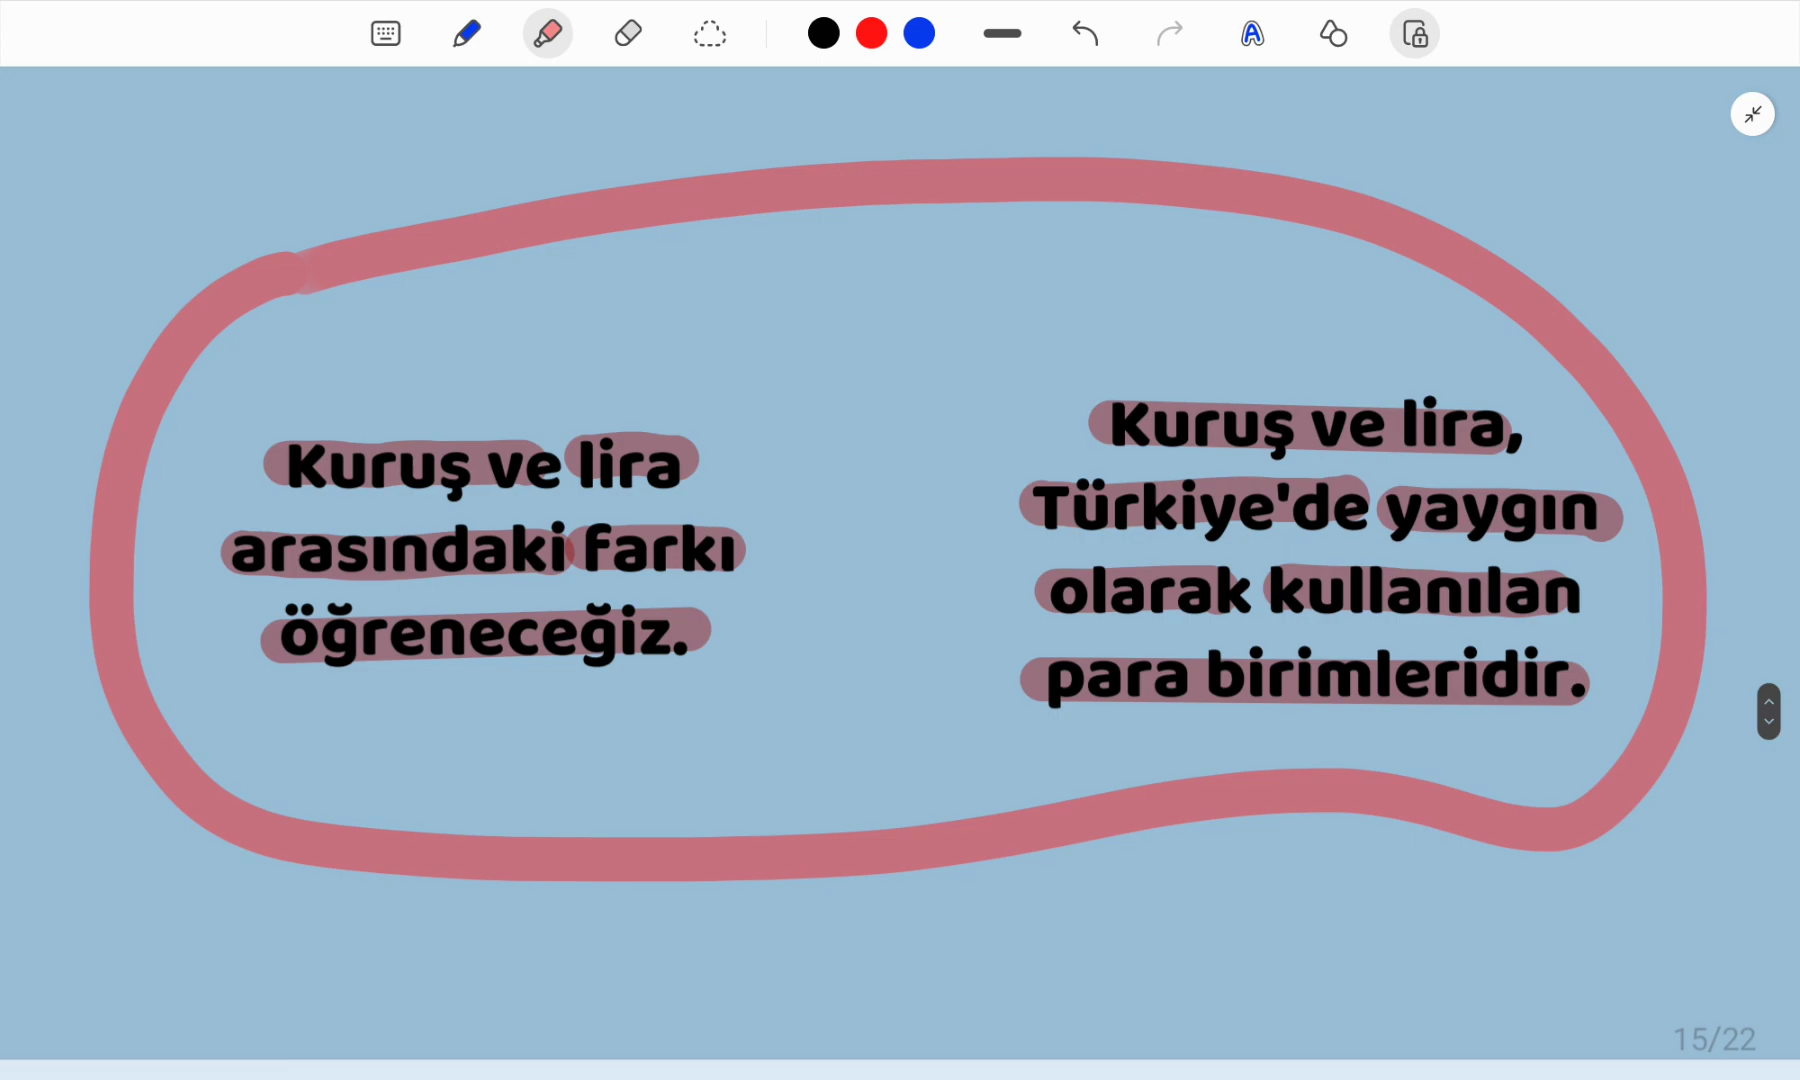 Kuruş ve lira
arasındaki farkı
öğreneceğiz.
Kuruş ve lira,
Türkiye'de yaygın
olarak kullanılan
para birimleridir.
15/22